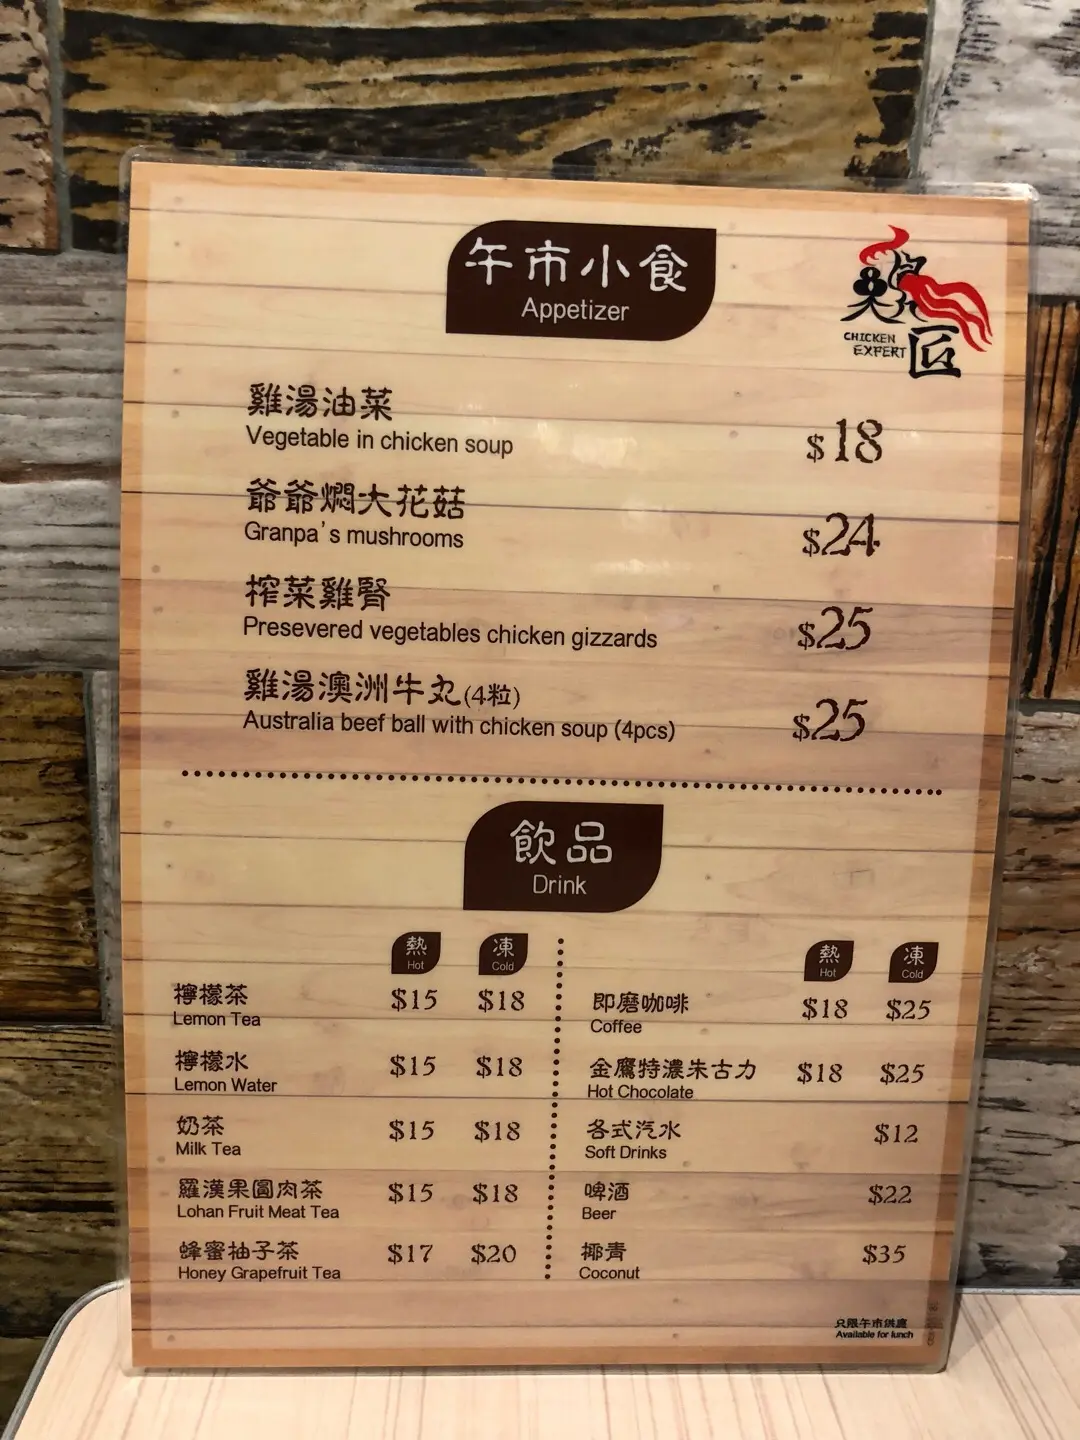 午市小食
Appetizer
鷄匠
CHICKEN
EXPERT
雞湯油菜
Vegetable in chicken soup
$18
爺爺燜大花菇
Granpa's mushrooms
$24
榨菜雞腎
Presevered vegetables chicken gizzards
$25
雞湯澳洲牛丸(4粒)
Australia beef ball with chicken soup (4pcs)
$25
飲品
Drink
熱 凍
Hot Cold
檸檬茶 $15 $18
Lemon Tea
檸檬水 $15 $18
Lemon Water
奶茶 $15 $18
Milk Tea
羅漢果圓肉茶 $15 $18
Lohan Fruit Meat Tea
蜂蜜柚子茶 $17 $20
Honey Grapefruit Tea
熱 凍
Hot Cold
即磨咖啡 $18 $25
Coffee
金鷹特濃朱古力 $18 $25
Hot Chocolate
各式汽水 $12
Soft Drinks
啤酒 $22
Beer
椰青 $35
Coconut
只限午市供應
Available for lunch